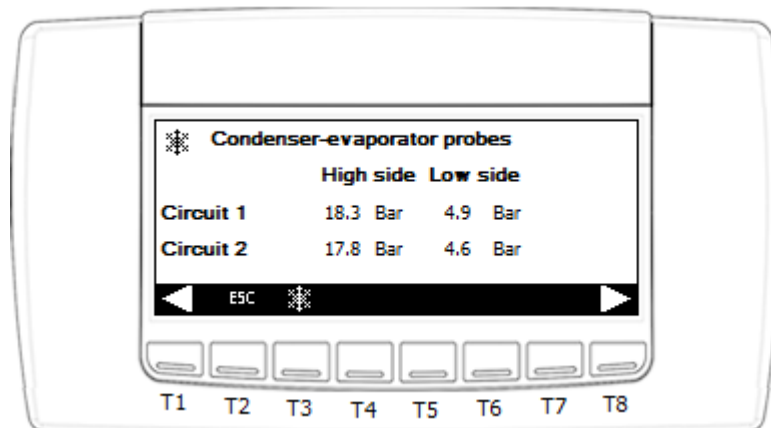 Condenser-evaporator probes
High side Low side
Circuit 1 18.3 Bar 4.9 Bar
Circuit 2 17.8 Bar 4.6 Bar
ESC
T1 T2 T3 T4 T5 T6 T7 T8